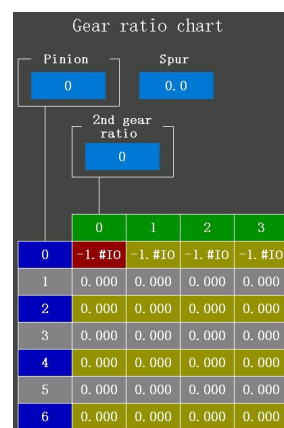 Gear ratio chart
Pinion Spur
0 0.0
2nd gear
ratio
0
0 1 2 3
0 -1.#IO -1.#IO -1.#IO -1.#IO
1 0.000 0.000 0.000 0.000
2 0.000 0.000 0.000 0.000
3 0.000 0.000 0.000 0.000
4 0.000 0.000 0.000 0.000
5 0.000 0.000 0.000 0.000
6 0.000 0.000 0.000 0.000